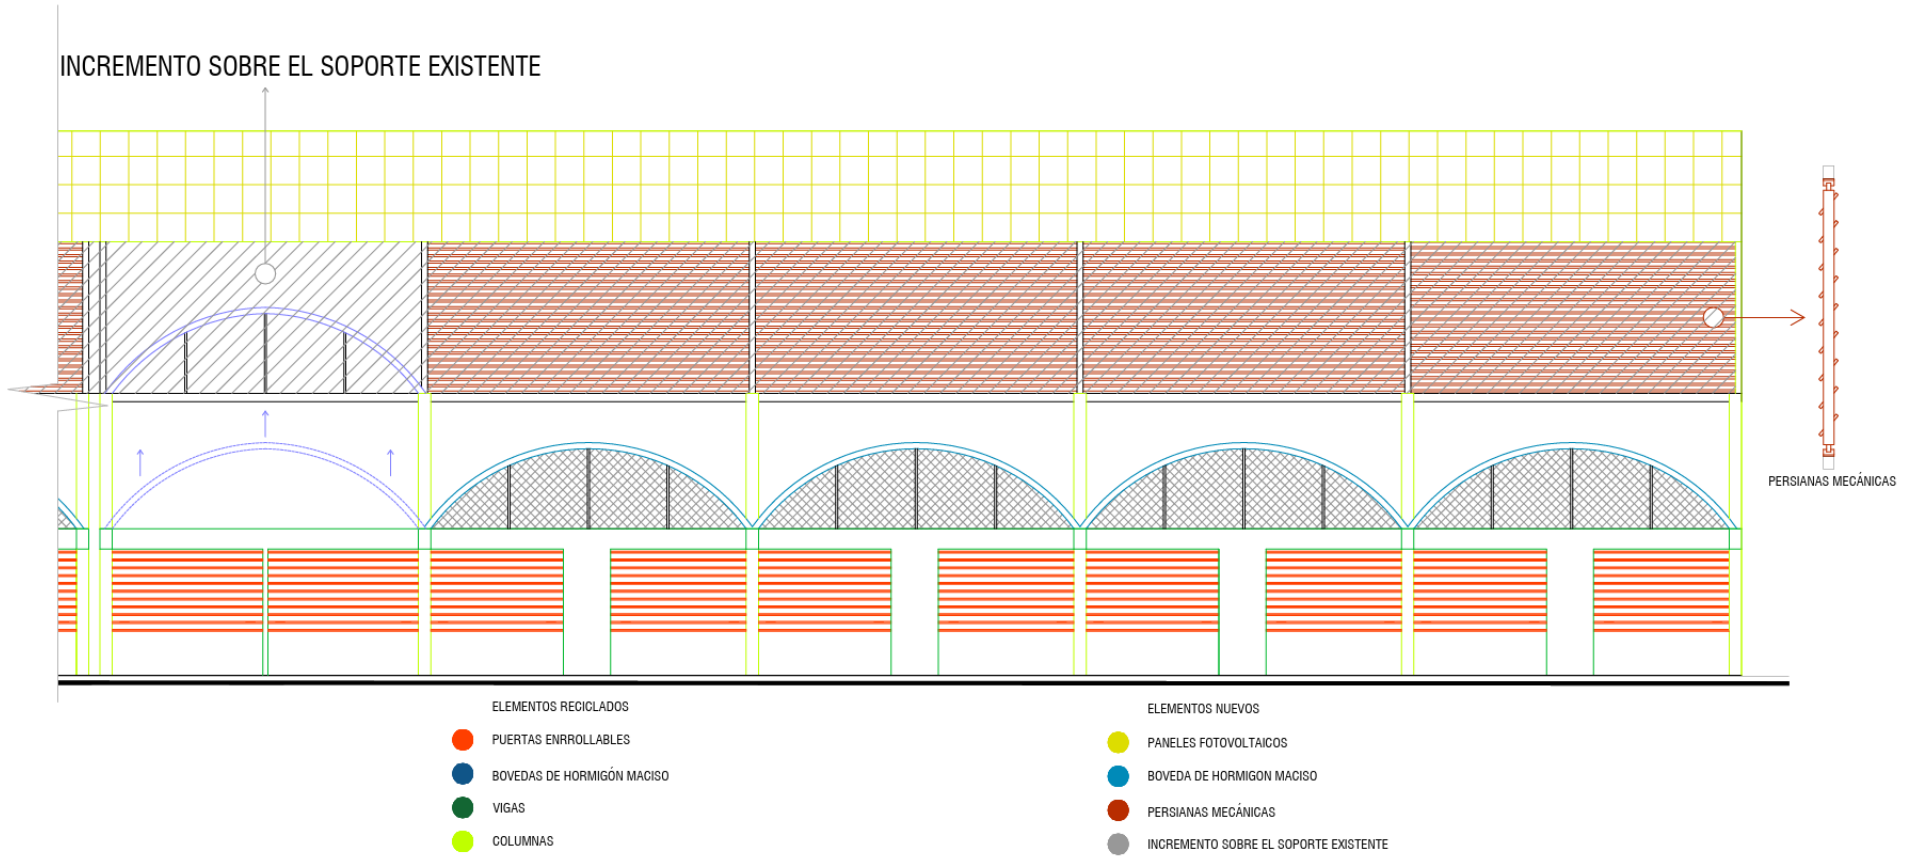 INCREMENTO SOBRE EL SOPORTE EXISTENTE
PERSIANAS MECÁNICAS
ELEMENTOS RECICLADOS
PUERTAS ENRROLLABLES
BOVEDAS DE HORMIGÓN MACISO
VIGAS
COLUMNAS
ELEMENTOS NUEVOS
PANELES FOTOVOLTAICOS
BOVEDA DE HORMIGON MACISO
PERSIANAS MECÁNICAS
INCREMENTO SOBRE EL SOPORTE EXISTENTE